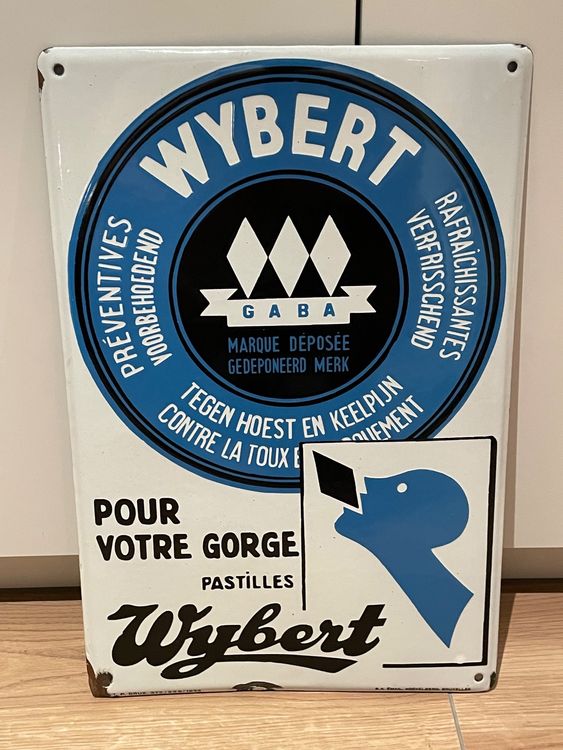 WYBERT
PRÉVENTIVES
VOORBEHOEDEND
RAFRAÎCHISSANTES
VERFRISSCHEND
GABA
MARQUE DÉPOSÉE
GEDEPONEERD MERK
TEGEN HOEST EN KEELPIJN
CONTRE LA TOUX
POUR
VOTRE GORGE
PASTILLES
Wybert